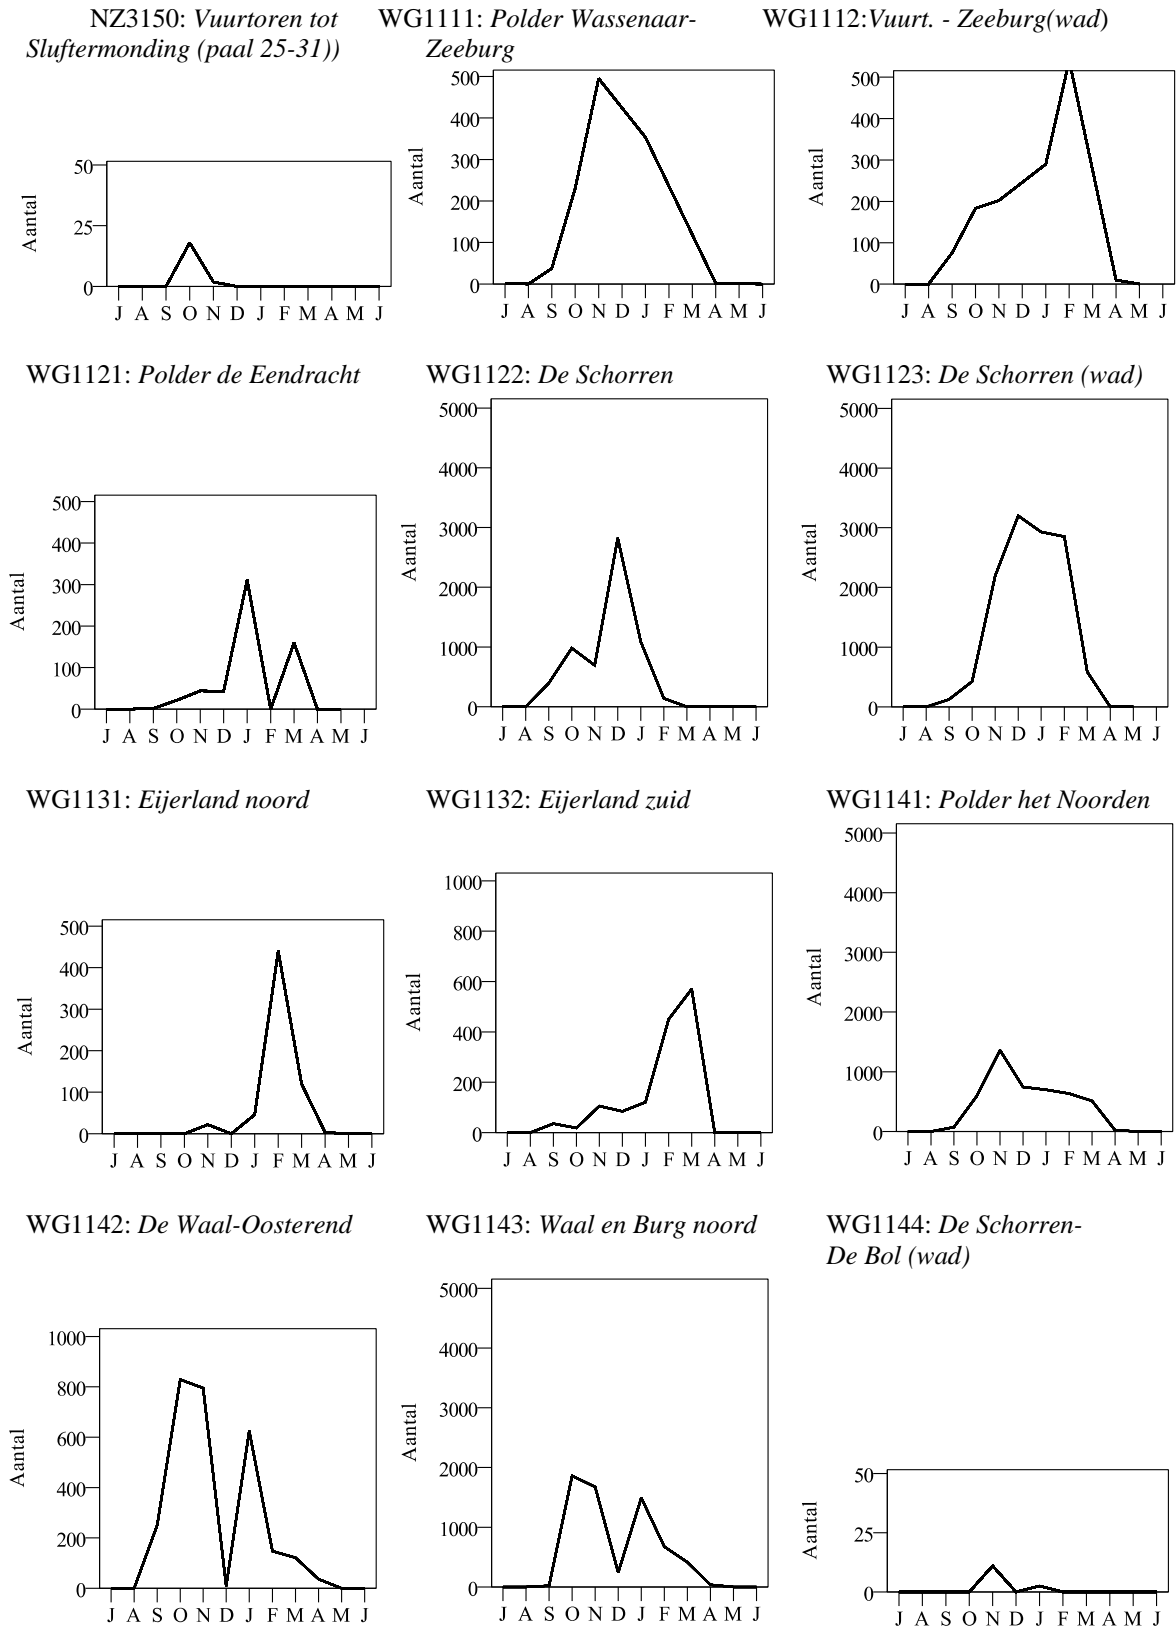 NZ3150: Vuurtoren tot
Sluftermonding (paal 25-31))
50
25
0
Aantal
J A S O N D J F M A M J
WG1111: Polder Wassenaar-
Zeeburg
500
400
300
200
100
0
Aantal
J A S O N D J F M A M J
WG1112:Vuurt. - Zeeburg(wad)
500
400
300
200
100
0
Aantal
J A S O N D J F M A M J
WG1121: Polder de Eendracht
500
400
300
200
100
0
Aantal
J A S O N D J F M A M J
WG1122: De Schorren
5000
4000
3000
2000
1000
0
Aantal
J A S O N D J F M A M J
WG1123: De Schorren (wad)
5000
4000
3000
2000
1000
0
Aantal
J A S O N D J F M A M J
WG1131: Eijerland noord
500
400
300
200
100
0
Aantal
J A S O N D J F M A M J
WG1132: Eijerland zuid
1000
800
600
400
200
0
Aantal
J A S O N D J F M A M J
WG1141: Polder het Noorden
5000
4000
3000
2000
1000
0
Aantal
J A S O N D J F M A M J
WG1142: De Waal-Oosterend
1000
800
600
400
200
0
Aantal
J A S O N D J F M A M J
WG1143: Waal en Burg noord
5000
4000
3000
2000
1000
0
Aantal
J A S O N D J F M A M J
WG1144: De Schorren-
De Bol (wad)
50
25
0
Aantal
J A S O N D J F M A M J